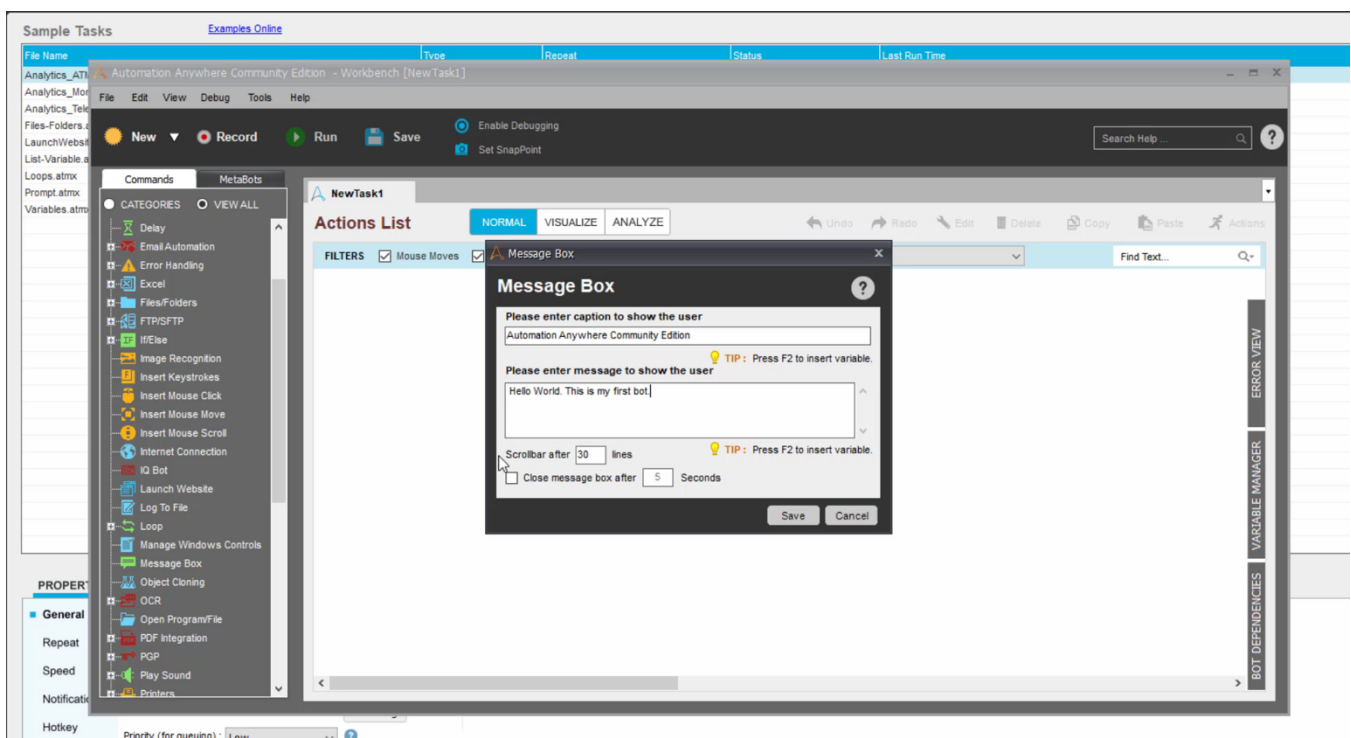 Sample Tasks Examples Online
File Name Type Repeat Status Last Run Time
Automation Anywhere Community Edition - Workbench [NewTask1]
File Edit View Debug Tools Help
New Record Run Save
Enable Debugging
Set SnapPoint
Search Help ...
Files-Folders.a
LaunchWebsit
List-Variable.a
Loops.atmx
Prompt.atmx
Variables.atmx
Commands MetaBots
CATEGORIES VIEW ALL
Delay
Email Automation
Error Handling
Excel
Files/Folders
FTP/SFTP
If/Else
Image Recognition
Insert Keystrokes
Insert Mouse Click
Insert Mouse Move
Insert Mouse Scroll
Internet Connection
IQ Bot
Launch Website
Log To File
Loop
Manage Windows Controls
Message Box
Object Cloning
OCR
Open Program/File
PDF Integration
PGP
Play Sound
Printers
NewTask1
Actions List NORMAL VISUALIZE ANALYZE Undo Redo Edit Delete Copy Paste Actions
FILTERS Mouse Moves Find Text...
Message Box x
Message Box ?
Please enter caption to show the user
Automation Anywhere Community Edition
TIP : Press F2 to insert variable.
Please enter message to show the user
Hello World. This is my first bot.
TIP : Press F2 to insert variable.
Scrollbar after 30 lines
Close message box after 5 Seconds
Save Cancel
ERROR VIEW
VARIABLE MANAGER
BOT DEPENDENCIES
PROPER
General
Repeat
Speed
Notificati
Hotkey
Priority (for queuing) : Low